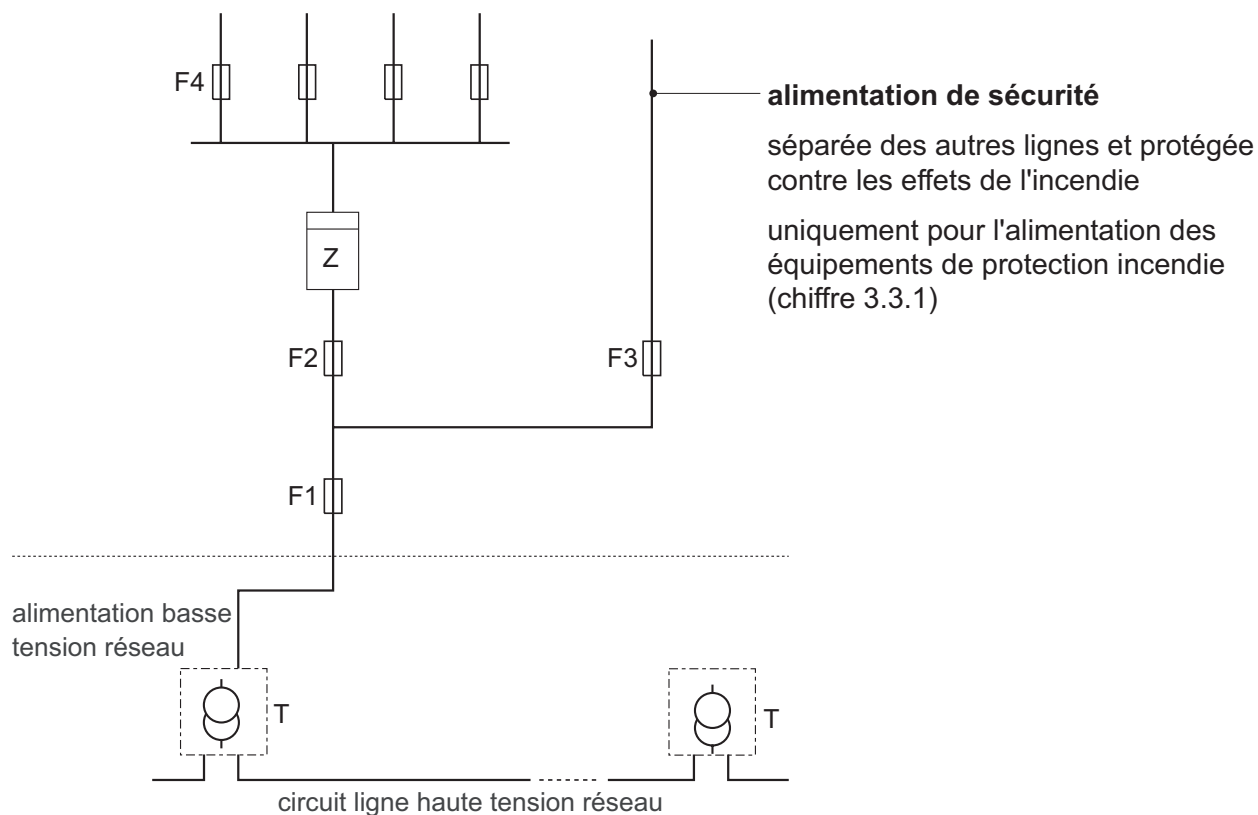 F4
alimentation de sécurité
séparée des autres lignes et protégée
contre les effets de l'incendie
uniquement pour l'alimentation des
équipements de protection incendie
(chiffre 3.3.1)
Z
F2
F3
F1
alimentation basse
tension réseau
T
T
circuit ligne haute tension réseau